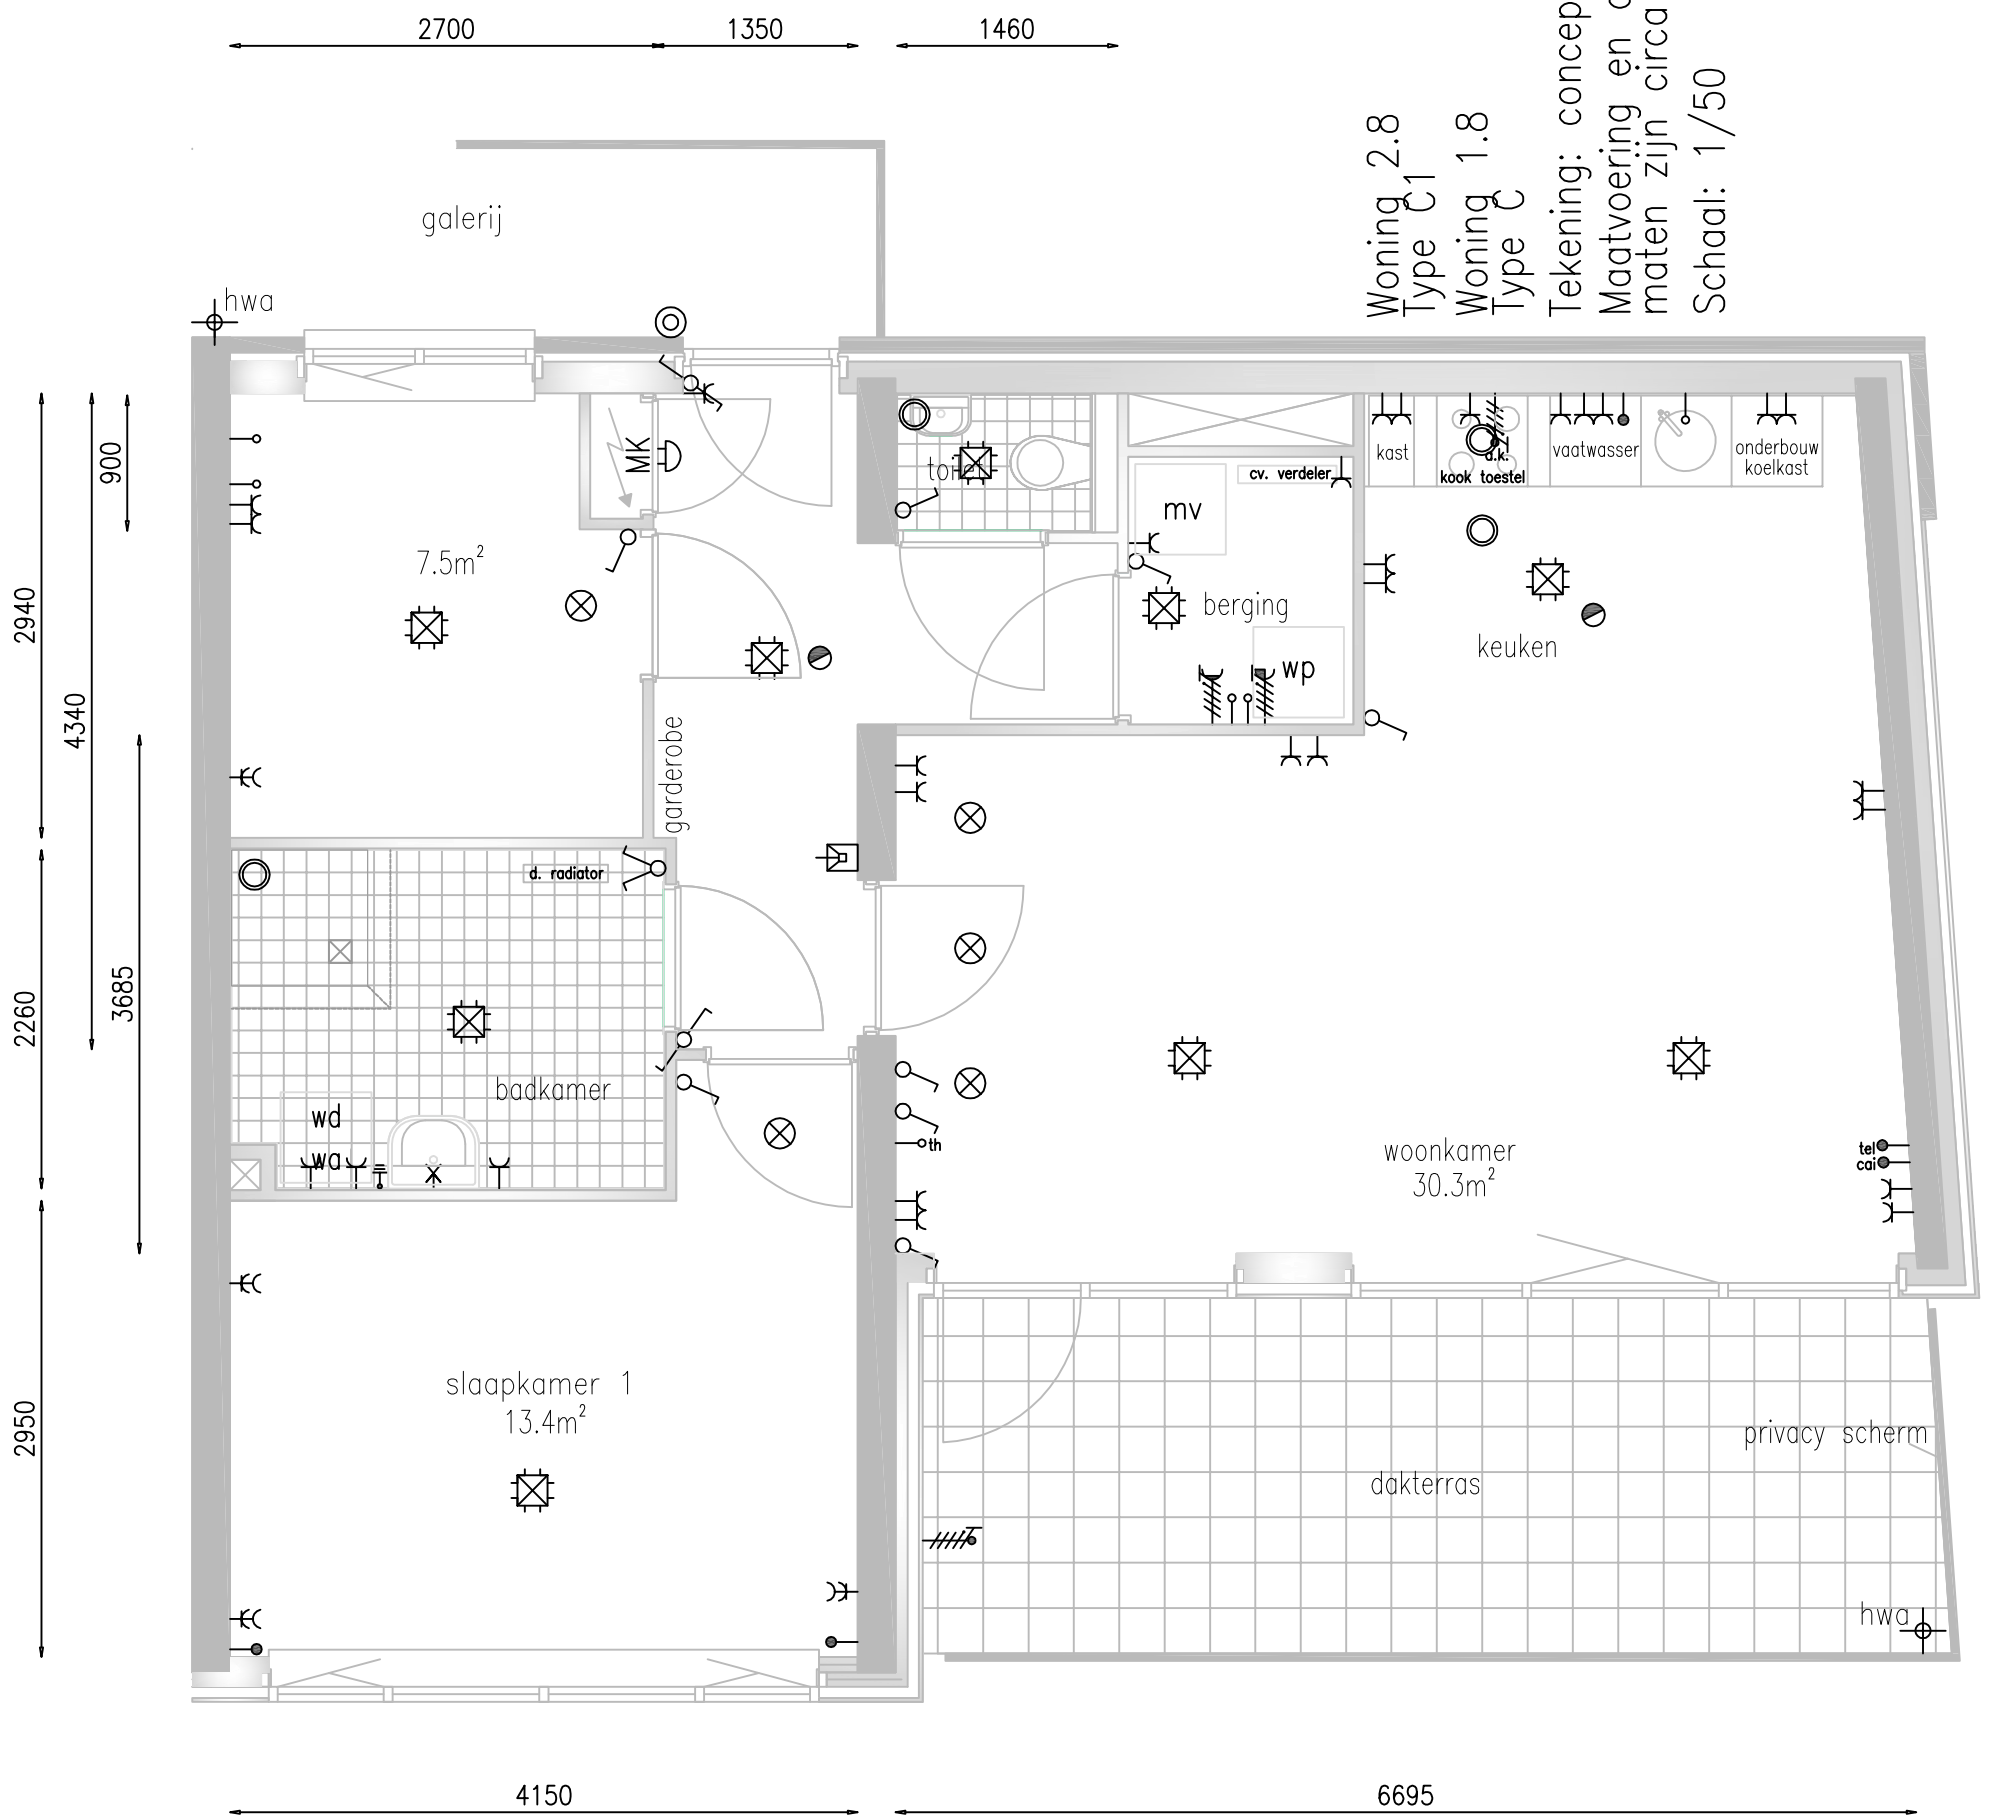 2700
1350
1460
Woning 2.8
Type C1
Woning 1.8
Type C
Tekening: concep
Maatvoering en
maten zijn circa
Schaal: 1/50
galerij
hwa
900
2940
4340
2260
3685
2950
MK
7.5m²
garderobe
toilet
mv
cv. verdeler
berging
wp
kast
d.k.
kook toestel
vaatwasser
onderbouw
koelkast
keuken
d. radiator
badkamer
wd
wa
th
woonkamer
30.3m²
tel
cai
slaapkamer 1
13.4m²
privacy scherm
dakterras
hwa
4150
6695